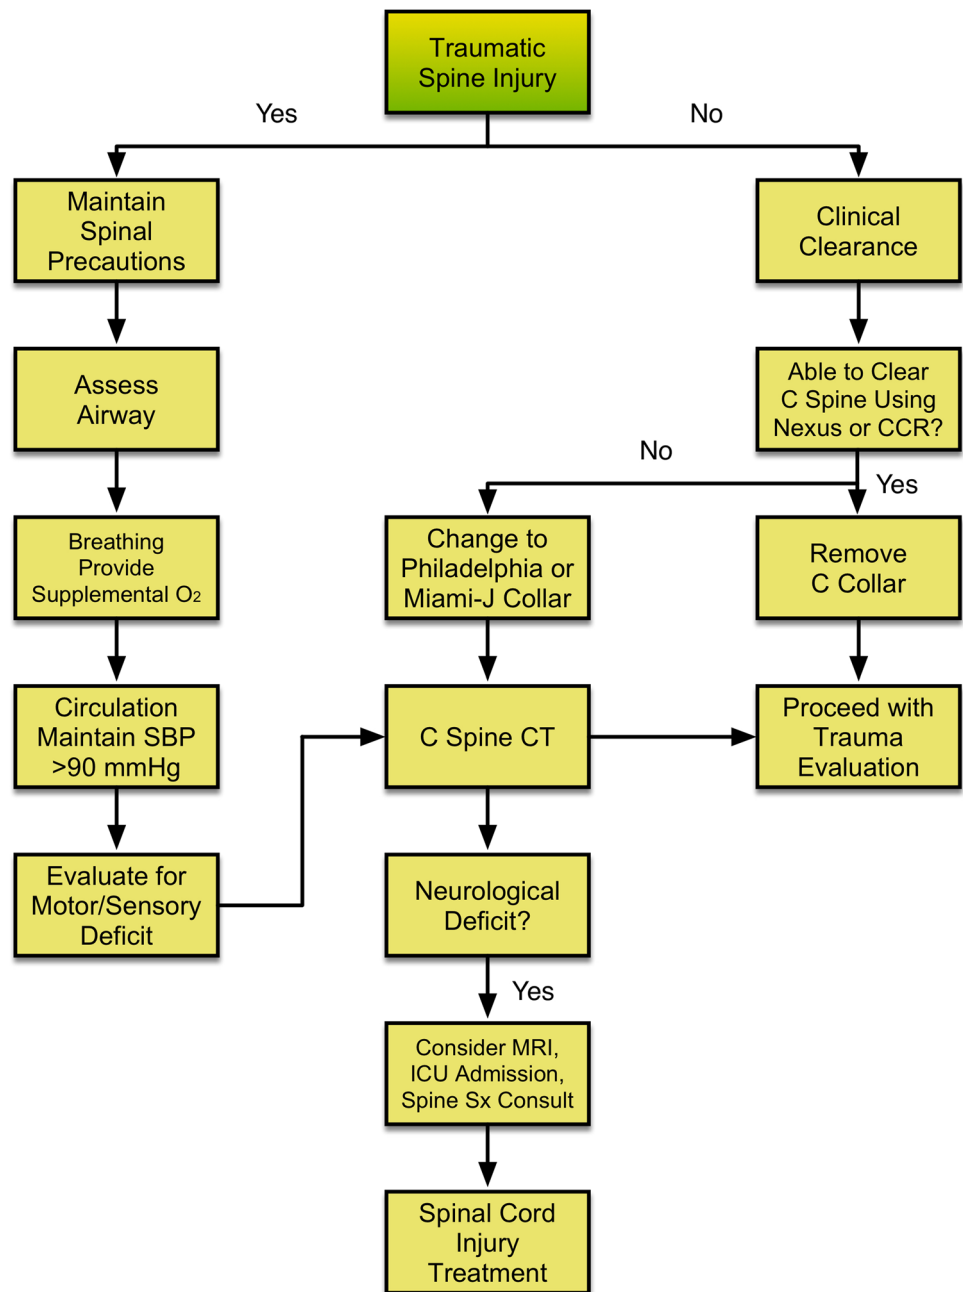 Traumatic
Spine Injury
Yes
No
Maintain
Spinal
Precautions
Clinical
Clearance
Assess
Airway
Able to Clear
C Spine Using
Nexus or CCR?
No
Yes
Breathing
Provide
Supplemental O2
Change to
Philadelphia or
Miami-J Collar
Remove
C Collar
Circulation
Maintain SBP
>90 mmHg
C Spine CT
Proceed with
Trauma
Evaluation
Evaluate for
Motor/Sensory
Deficit
Neurological
Deficit?
Yes
Consider MRI,
ICU Admission,
Spine Sx Consult
Spinal Cord
Injury
Treatment